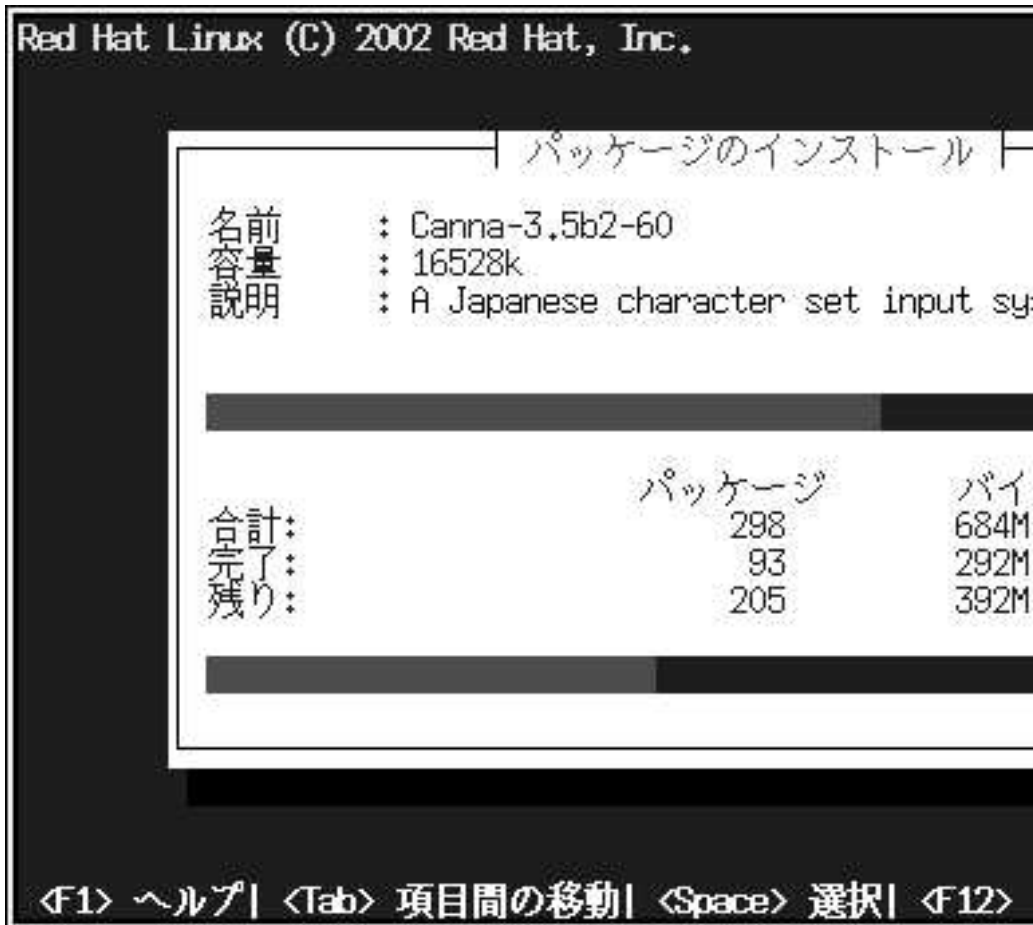 Red Hat Linux (C) 2002 Red Hat, Inc.
パッケージのインストール
名前 : Canna-3.5b2-60
容量 : 16528k
説明 : A Japanese character set input sy
パッケージ バイ
合計: 298 684M
完了: 93 292M
残り: 205 392M
<F1> ヘルプ| <Tab> 項目間の移動| <Space> 選択| <F12>